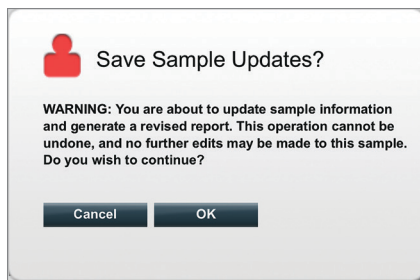 Save Sample Updates?
WARNING: You are about to update sample information
and generate a revised report. This operation cannot be
undone, and no further edits may be made to this sample.
Do you wish to continue?
Cancel OK